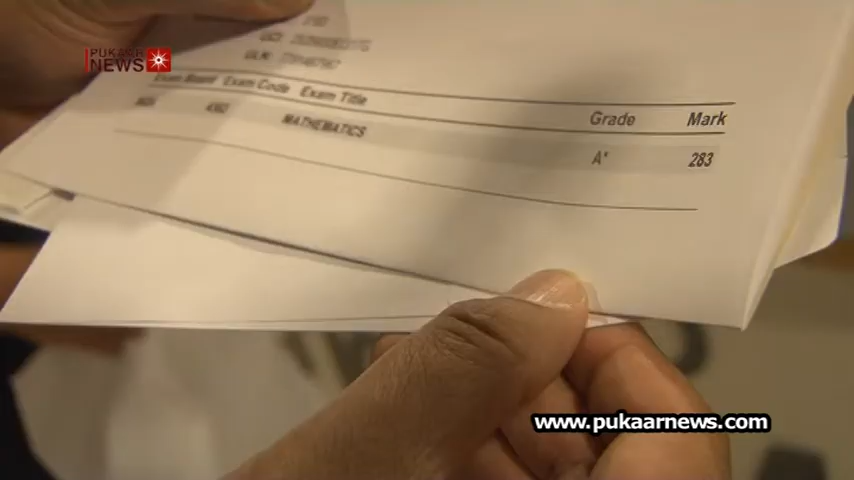 PUKAAR
NEWS
Exam Board Exam Code Exam Title
Grade Mark
MATHEMATICS
A* 283
www.pukaarnews.com